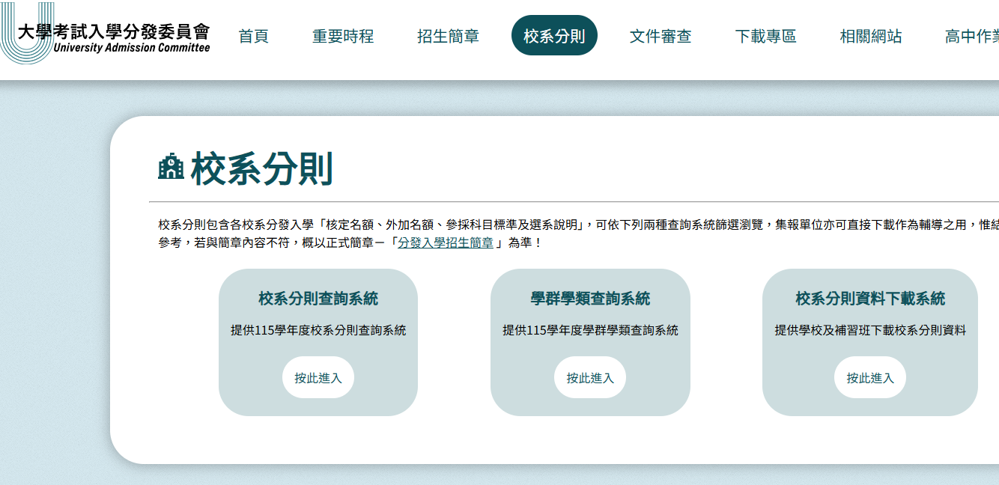 大學考試入學分發委員會
University Admission Committee
首頁 重要時程 招生簡章 校系分則 文件審查 下載專區 相關網站 高中作業
校系分則
校系分則包含各校系分發入學「核定名額、外加名額、參採科目標準及選系說明」，可依下列兩種查詢系統篩選瀏覽，集報單位亦可直接下載作為輔導之用，惟結
參考，若與簡章內容不符，概以正式簡章－「分發入學招生簡章 」為準！
校系分則查詢系統 學群學類查詢系統 校系分則資料下載系統
提供115學年度校系分則查詢系統 提供115學年度學群學類查詢系統 提供學校及補習班下載校系分則資料
按此進入 按此進入 按此進入